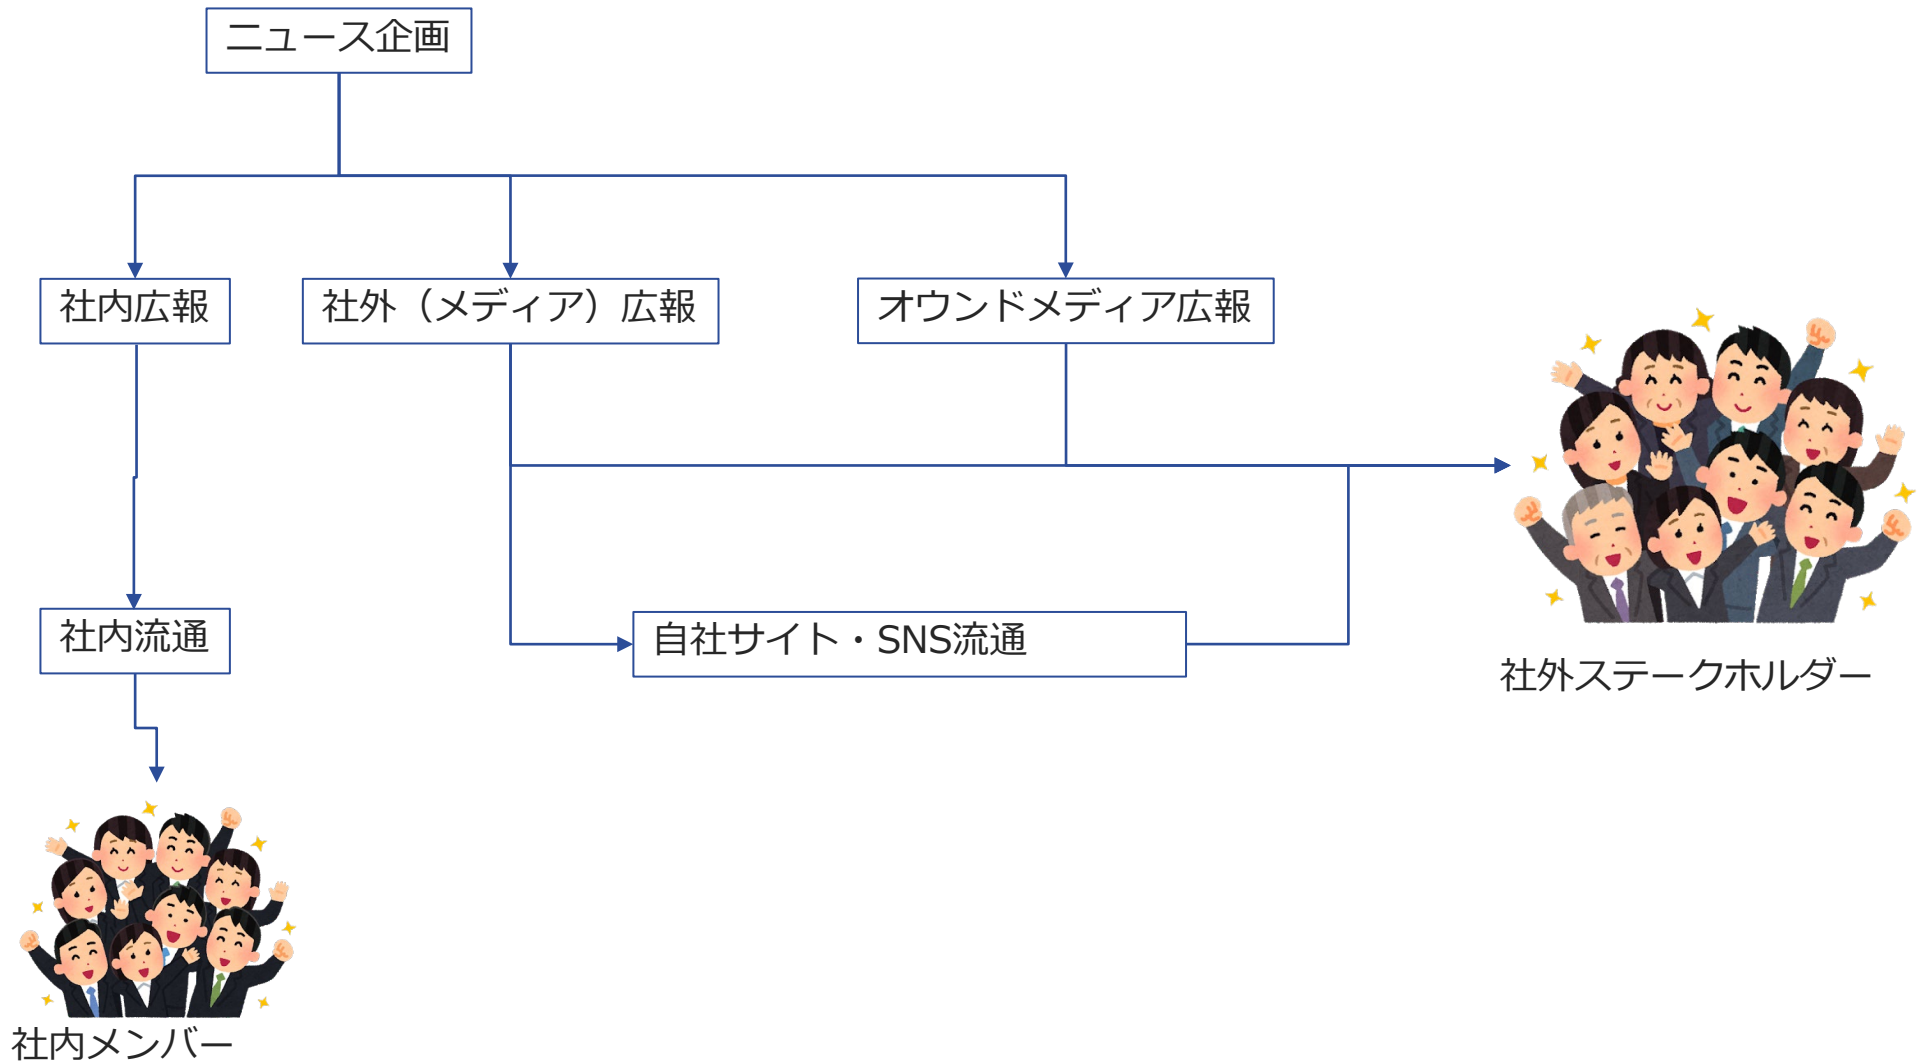 ニュース企画
社内広報
社外（メディア）広報
オウンドメディア広報
社内流通
自社サイト・SNS流通
社外ステークホルダー
社内メンバー